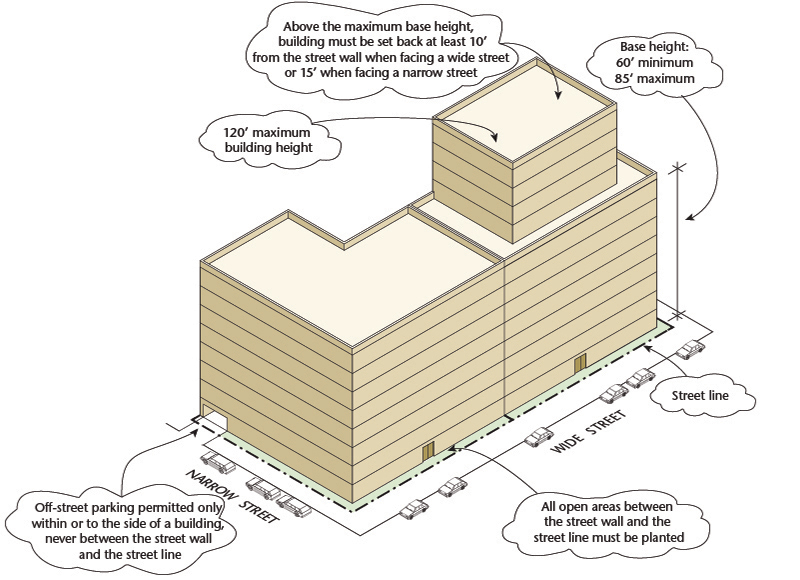 Above the maximum base height,
building must be set back at least 10′
from the street wall when facing a wide street
or 15′ when facing a narrow street
Base height:
60′ minimum
85′ maximum
120′ maximum
building height
Street line
WIDE STREET
NARROW STREET
Off-street parking permitted only
within or to the side of a building,
never between the street wall
and the street line
All open areas between
the street wall and the
street line must be planted